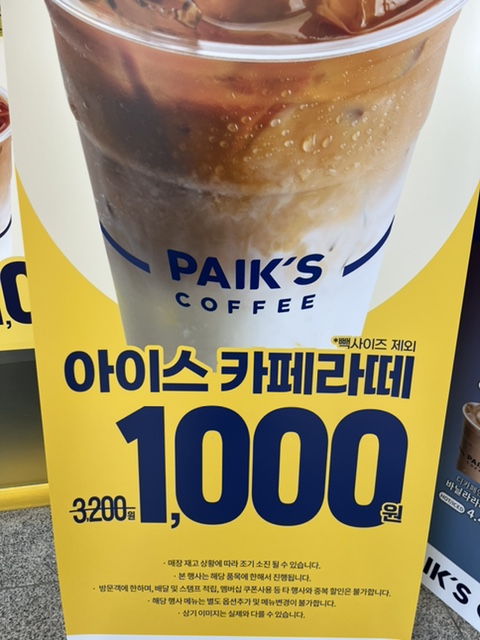 PAIK'S
COFFEE
*빽사이즈 제외
아이스 카페라떼
3,200원
1,000원
· 매장 재고 상황에 따라 조기 소진 될 수 있습니다.
· 본 행사는 해당 품목에 한해서 진행됩니다.
· 방문객에 한하며, 배달 및 스탬프 적립, 멤버십 쿠폰사용 등 타 행사와 중복 할인은 불가합니다.
· 해당 행사 메뉴는 별도 옵션추가 및 메뉴변경이 불가합니다.
· 상기 이미지는 실제와 다를 수 있습니다.